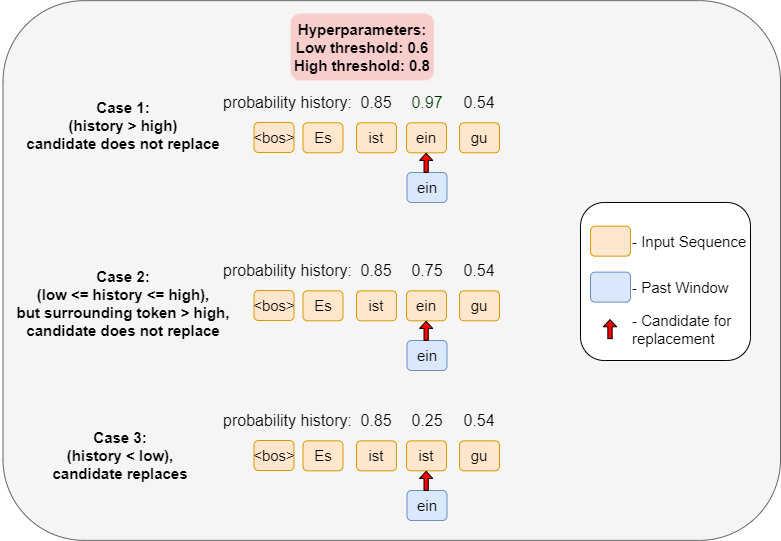 Hyperparameters:
Low threshold: 0.6
High threshold: 0.8
Case 1:
(history > high)
candidate does not replace
probability history: 0.85 0.97 0.54
<bos> Es ist ein gu
ein
Case 2:
(low <= history <= high),
but surrounding token > high,
candidate does not replace
probability history: 0.85 0.75 0.54
<bos> Es ist ein gu
ein
Case 3:
(history < low),
candidate replaces
probability history: 0.85 0.25 0.54
<bos> Es ist ist gu
ein
- Input Sequence
- Past Window
- Candidate for
replacement